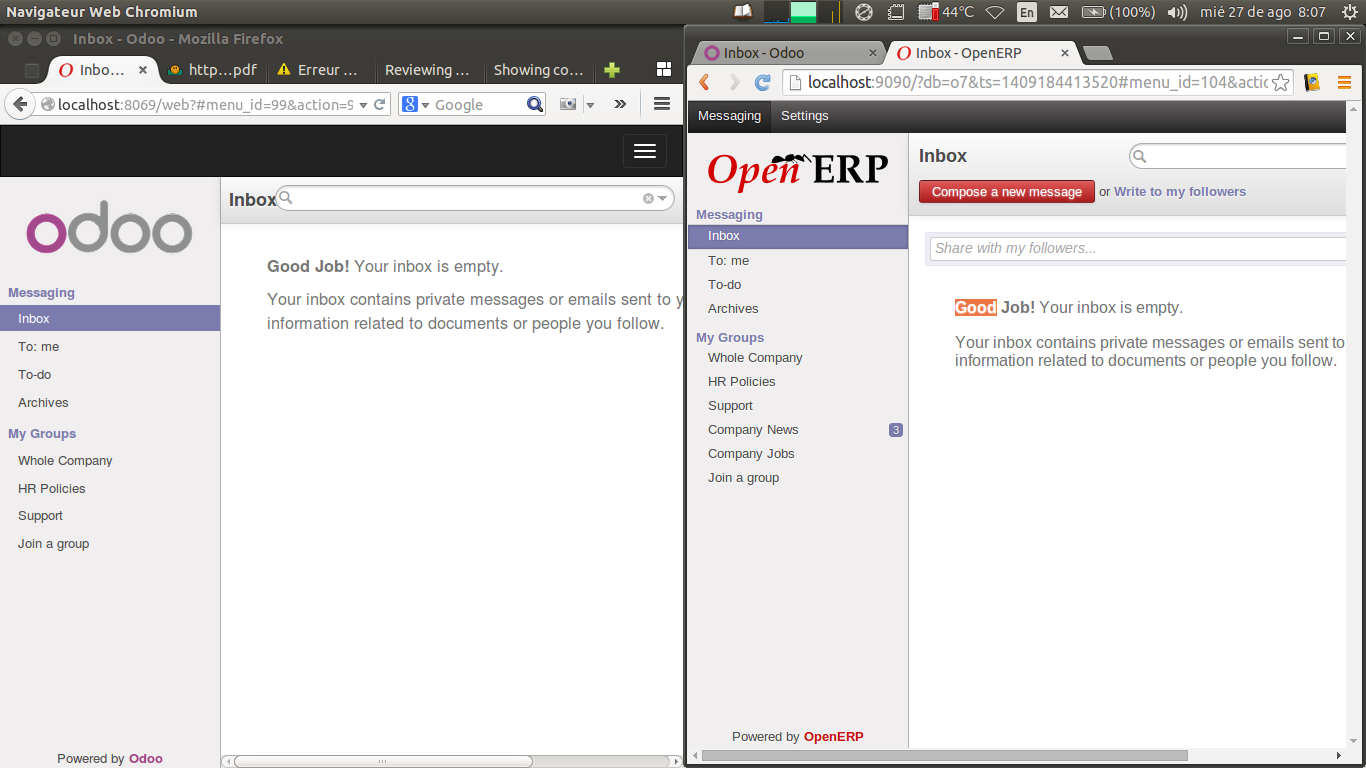 Navigateur Web Chromium
44°C
En
(100%)
mié 27 de ago
8:07
Inbox - Odoo - Mozilla Firefox
Inbo…
http…pdf
Erreur …
Reviewing …
Showing co…
localhost:8069/web?#menu_id=99&action=9
Google
odoo
Messaging
Inbox
To: me
To-do
Archives
My Groups
Whole Company
HR Policies
Support
Join a group
Powered by Odoo
Inbox
Good Job! Your inbox is empty.
Your inbox contains private messages or emails sent to y
information related to documents or people you follow.
Inbox - Odoo
Inbox - OpenERP
localhost:9090/?db=o7&ts=1409184413520#menu_id=104&actic
Messaging
Settings
Open ERP
Messaging
Inbox
To: me
To-do
Archives
My Groups
Whole Company
HR Policies
Support
Company News 3
Company Jobs
Join a group
Powered by OpenERP
Inbox
Compose a new message or Write to my followers
Share with my followers...
Good Job! Your inbox is empty.
Your inbox contains private messages or emails sent to
information related to documents or people you follow.